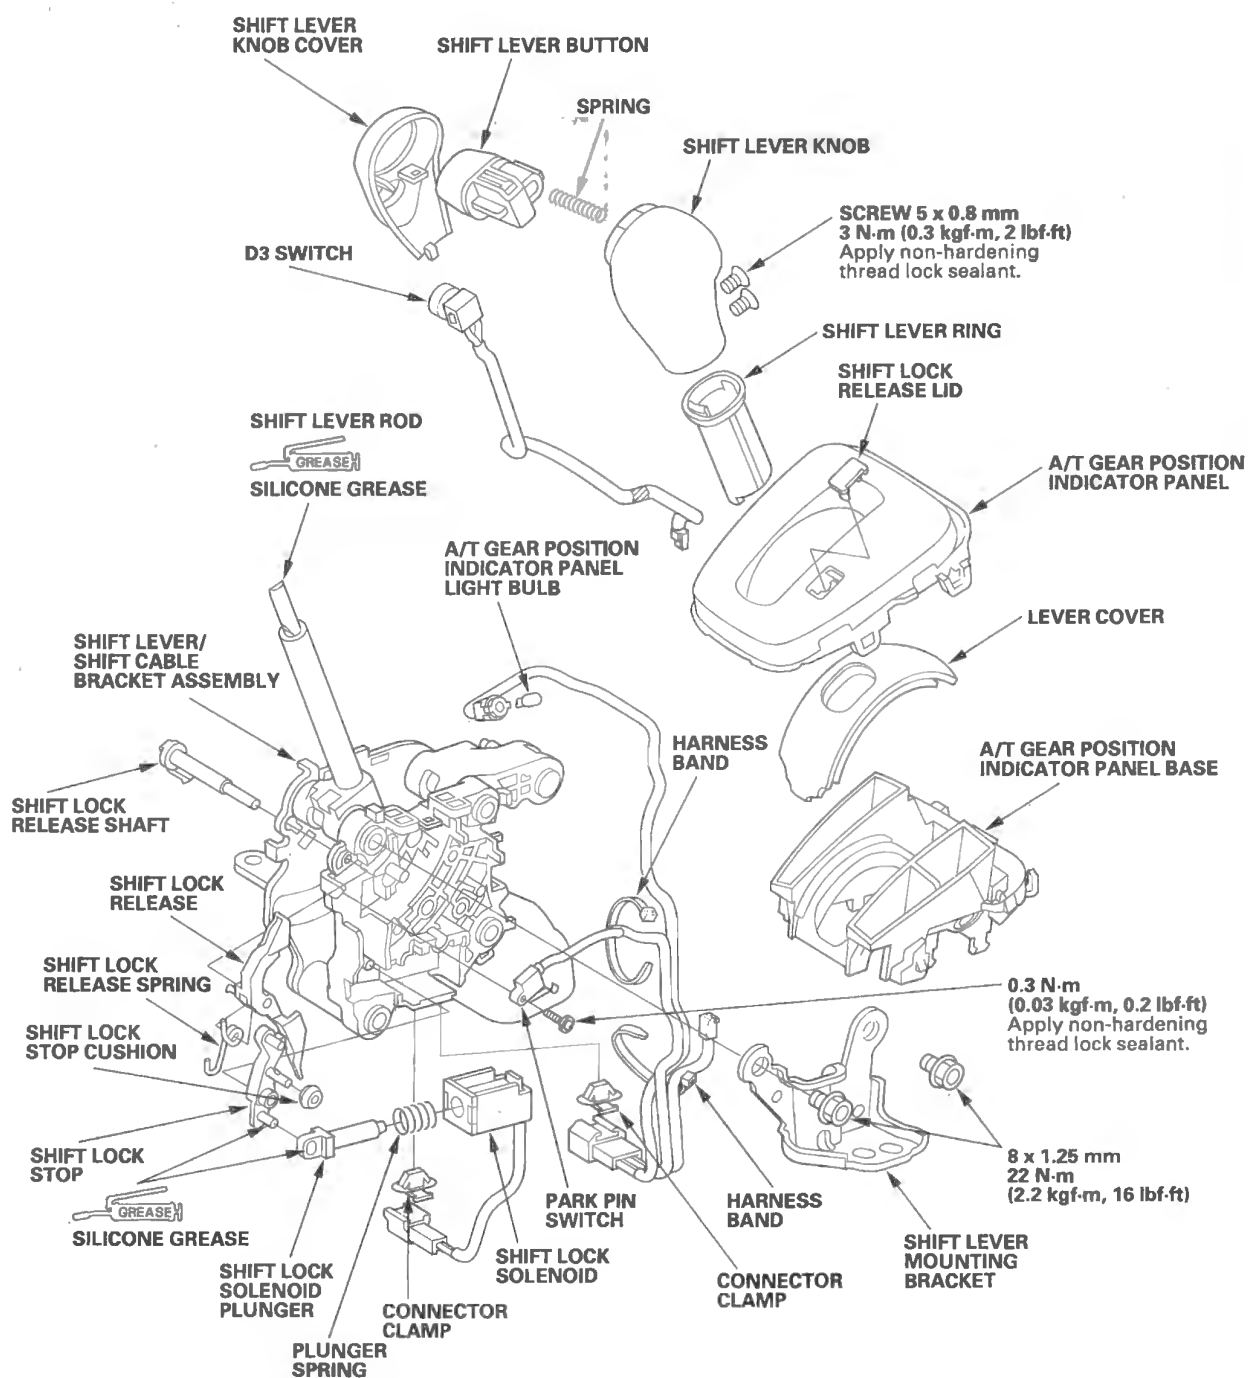 SHIFT LEVER
KNOB COVER
SHIFT LEVER BUTTON
SPRING
SHIFT LEVER KNOB
SCREW 5 x 0.8 mm
3 N·m (0.3 kgf·m, 2 lbf·ft)
Apply non-hardening
thread lock sealant.
D3 SWITCH
SHIFT LEVER RING
SHIFT LOCK
RELEASE LID
SHIFT LEVER ROD
GREASE
SILICONE GREASE
A/T GEAR POSITION
INDICATOR PANEL
A/T GEAR POSITION
INDICATOR PANEL
LIGHT BULB
LEVER COVER
SHIFT LEVER/
SHIFT CABLE
BRACKET ASSEMBLY
HARNESS
BAND
A/T GEAR POSITION
INDICATOR PANEL BASE
SHIFT LOCK
RELEASE SHAFT
SHIFT LOCK
RELEASE
SHIFT LOCK
RELEASE SPRING
0.3 N·m
(0.03 kgf·m, 0.2 lbf·ft)
Apply non-hardening
thread lock sealant.
SHIFT LOCK
STOP CUSHION
SHIFT LOCK
STOP
GREASE
SILICONE GREASE
8 x 1.25 mm
22 N·m
(2.2 kgf·m, 16 lbf·ft)
PARK PIN
SWITCH
HARNESS
BAND
SHIFT LEVER
MOUNTING
BRACKET
SHIFT LOCK
SOLENOID
SHIFT LOCK
SOLENOID
PLUNGER
CONNECTOR
CLAMP
CONNECTOR
CLAMP
PLUNGER
SPRING